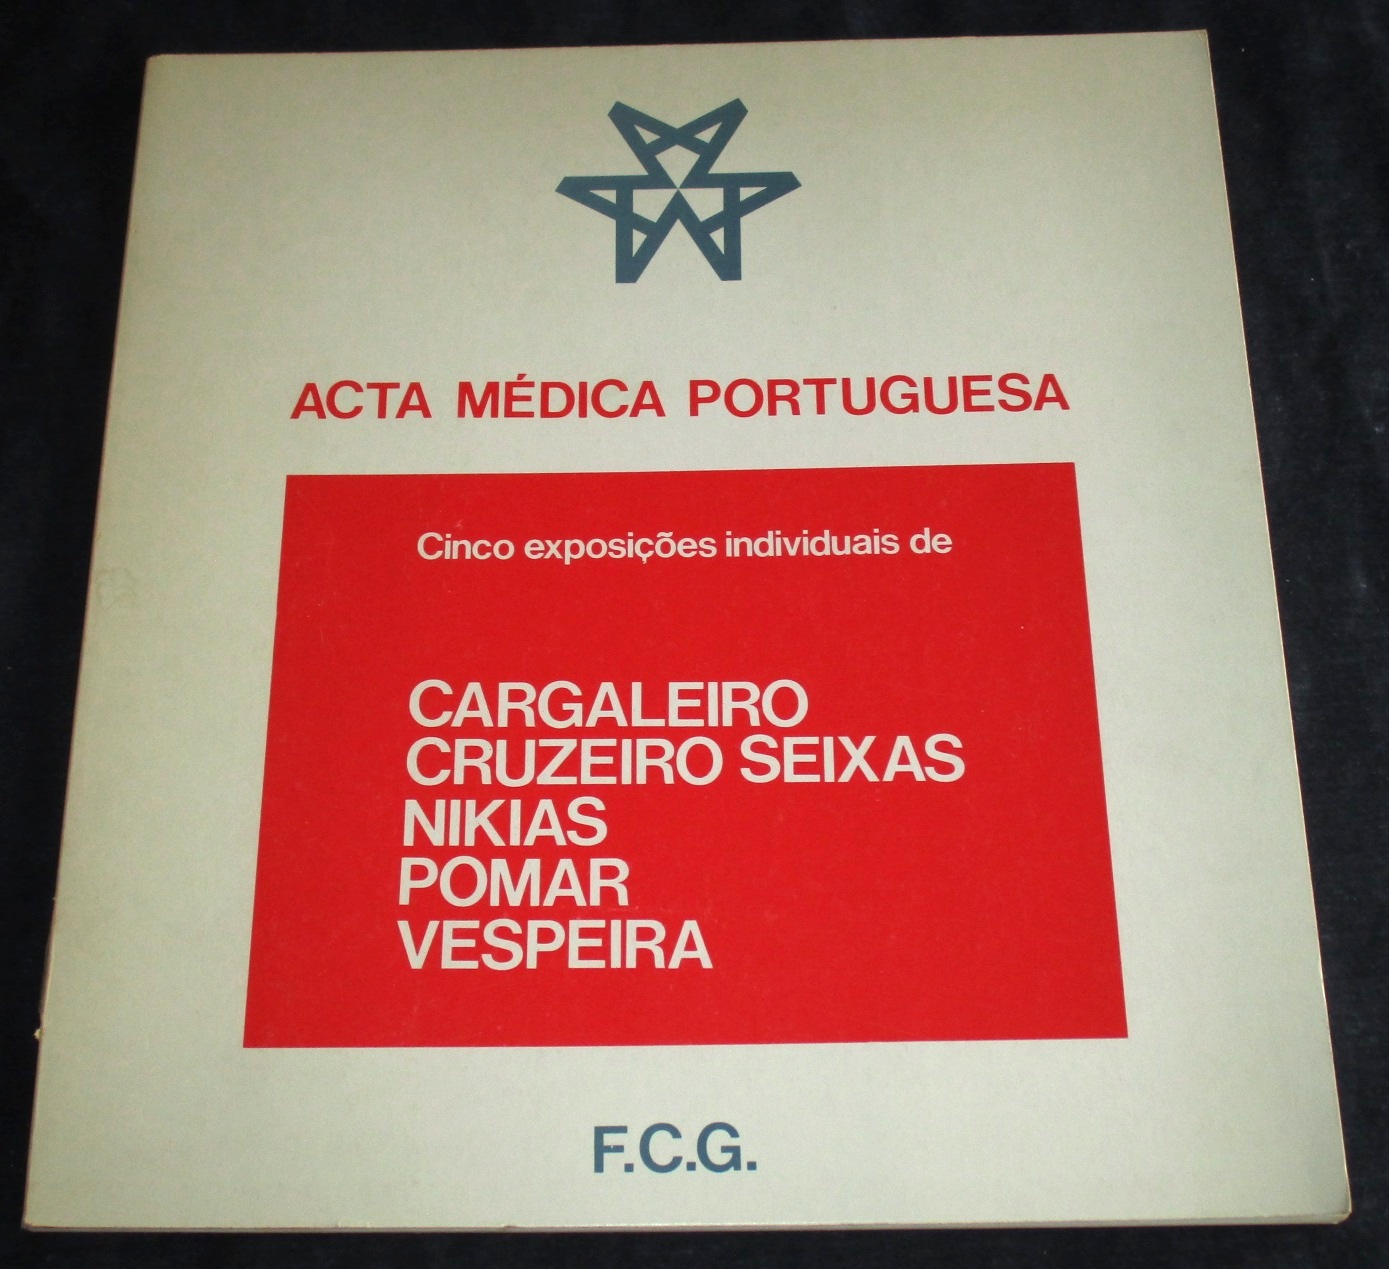 ACTA MÉDICA PORTUGUESA
Cinco exposições individuais de
CARGALEIRO
CRUZEIRO SEIXAS
NIKIAS
POMAR
VESPEIRA
F.C.G.